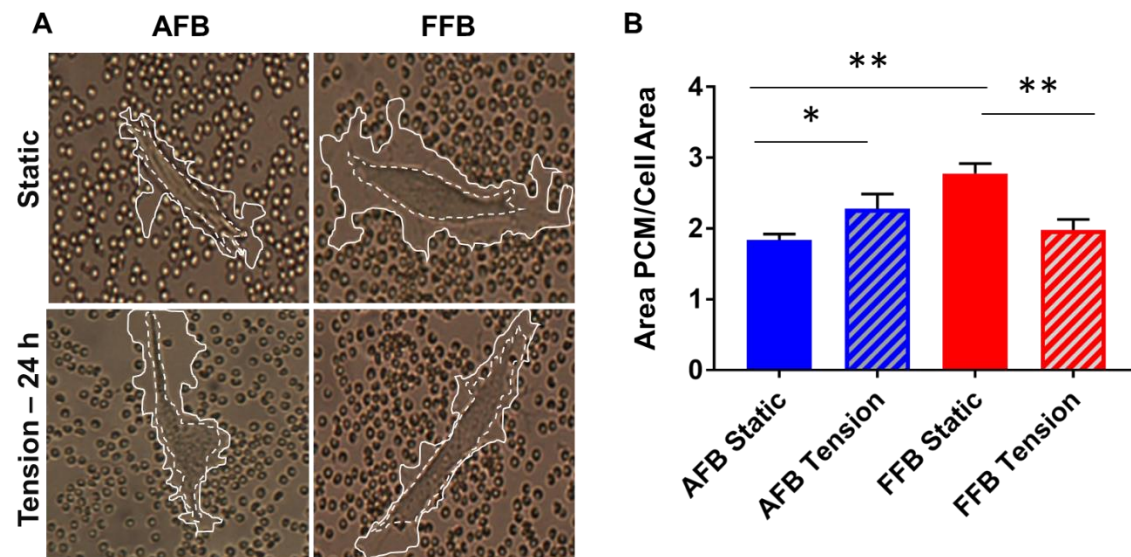 A
AFB
FFB
Static
Tension – 24 h
B
Area PCM/Cell Area
4
3
2
1
0
**
*
**
AFB Static
AFB Tension
FFB Static
FFB Tension